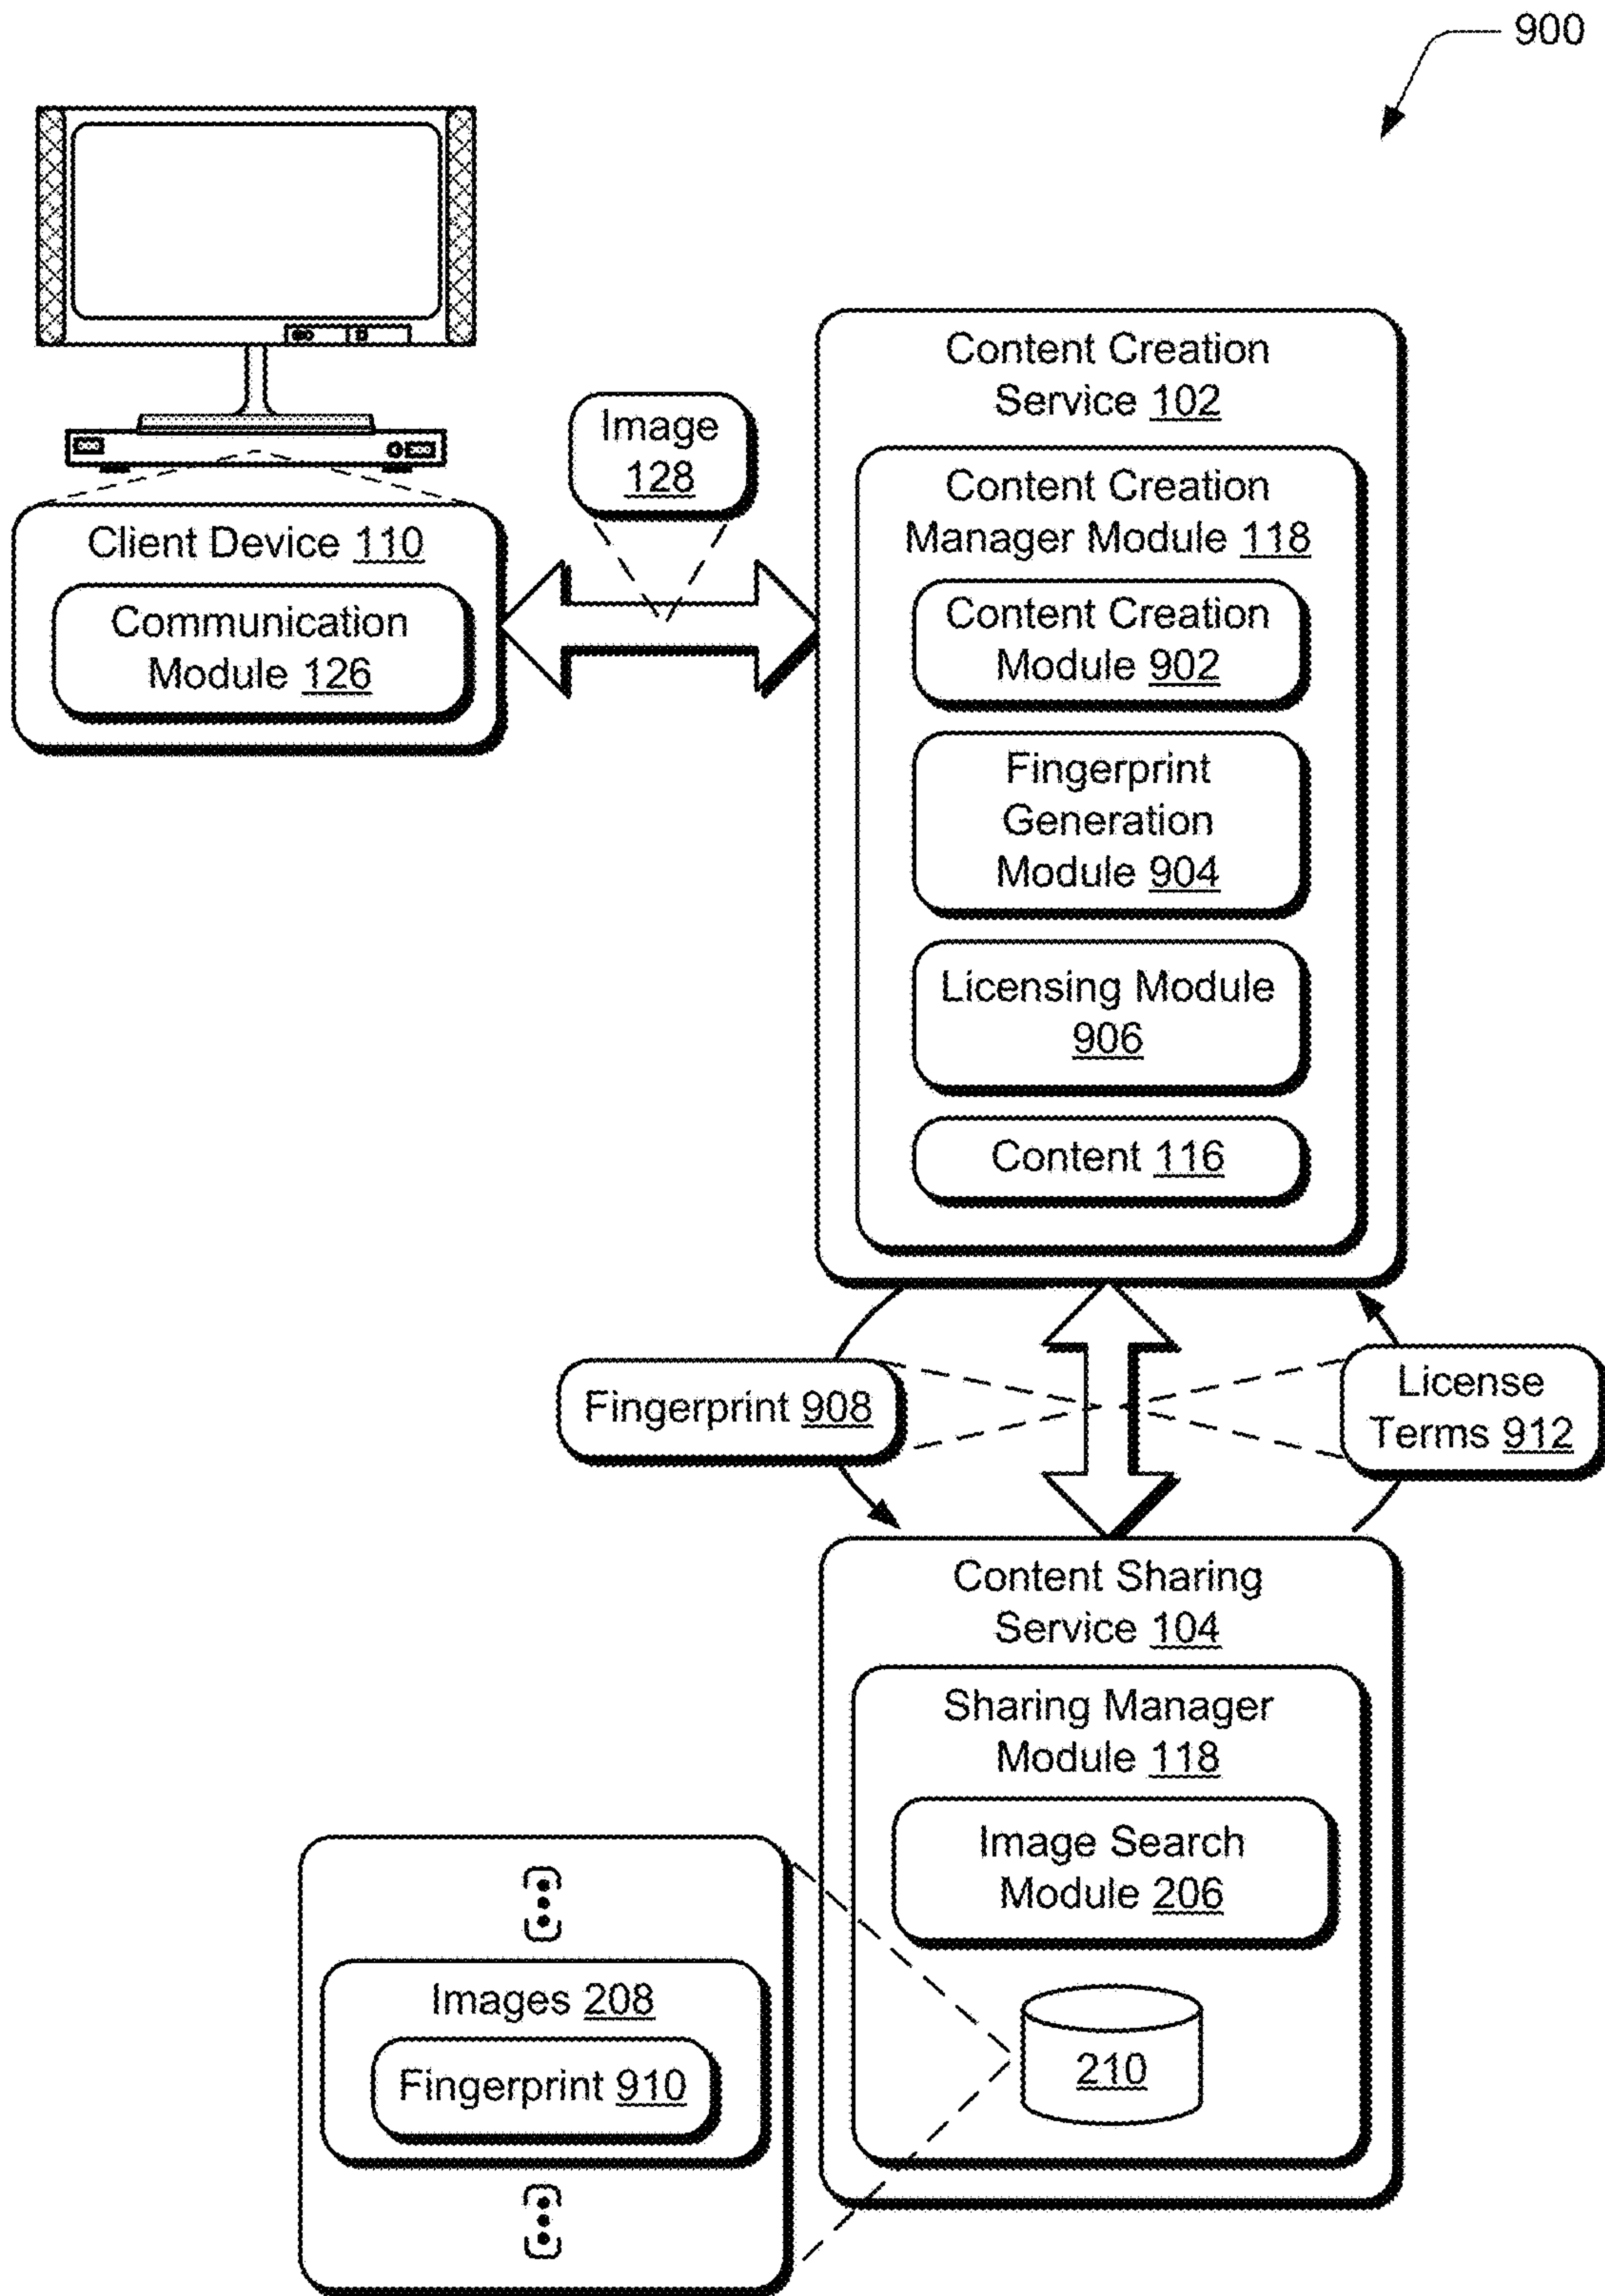 900
Content Creation
Service 102
Image
128
Content Creation
Manager Module 118
Client Device 110
Communication
Module 126
Content Creation
Module 902
Fingerprint
Generation
Module 904
Licensing Module
906
Content 116
Fingerprint 908
License
Terms 912
Content Sharing
Service 104
Sharing Manager
Module 118
Image Search
Module 206
Images 208
Fingerprint 910
210